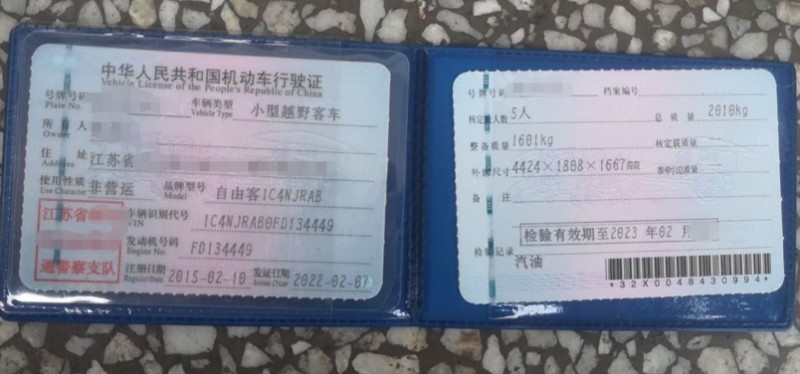 中华人民共和国机动车行驶证
Vehicle License of the People's Republic of China
号牌号码
Plate No.
车辆类型 小型越野客车
Vehicle Type
所有人
Owner
住址 江苏省
Address
使用性质 非营运
Use Character
品牌型号 自由客1C4NJRAB
Model
江苏省
通警察支队
车辆识别代号 1C4NJRAB0FD134449
VIN
发动机号码 FD134449
Engine No.
注册日期 2015-02-10
Register Date
发证日期 2022-02-07
Issue Date
号牌号码
档案编号
核定载人数 5人
总质量 2010kg
整备质量 1601kg
核定载质量
外廓尺寸 4424×1808×1667mm
准牵引总质量
备注
检验有效期至2023年02月
检验记录
汽油
*32X0048430994*